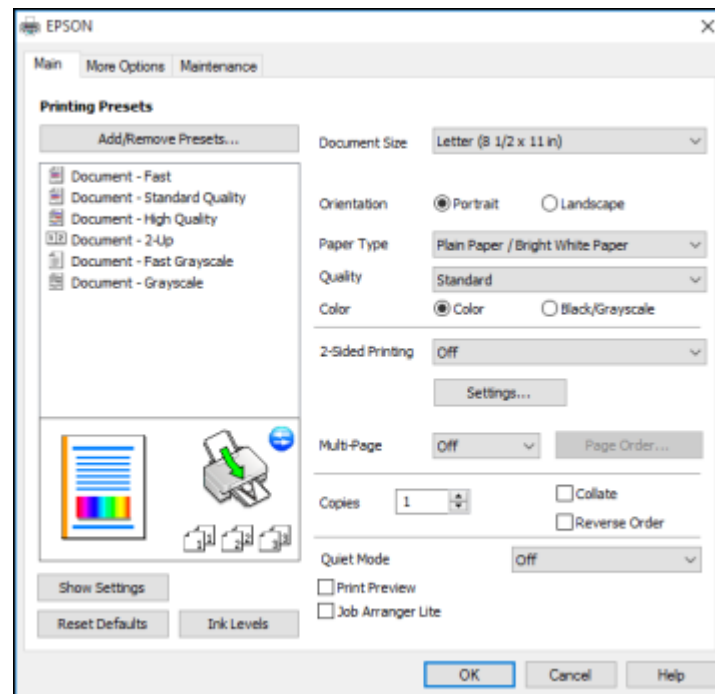 EPSON
Main More Options Maintenance
Printing Presets
Add/Remove Presets...
Document - Fast
Document - Standard Quality
Document - High Quality
Document - 2-Up
Document - Fast Grayscale
Document - Grayscale
Show Settings
Reset Defaults Ink Levels
Document Size Letter (8 1/2 x 11 in)
Orientation Portrait Landscape
Paper Type Plain Paper / Bright White Paper
Quality Standard
Color Color Black/Grayscale
2-Sided Printing Off
Settings...
Multi-Page Off Page Order...
Copies 1 Collate
Reverse Order
Quiet Mode Off
Print Preview
Job Arranger Lite
OK Cancel Help